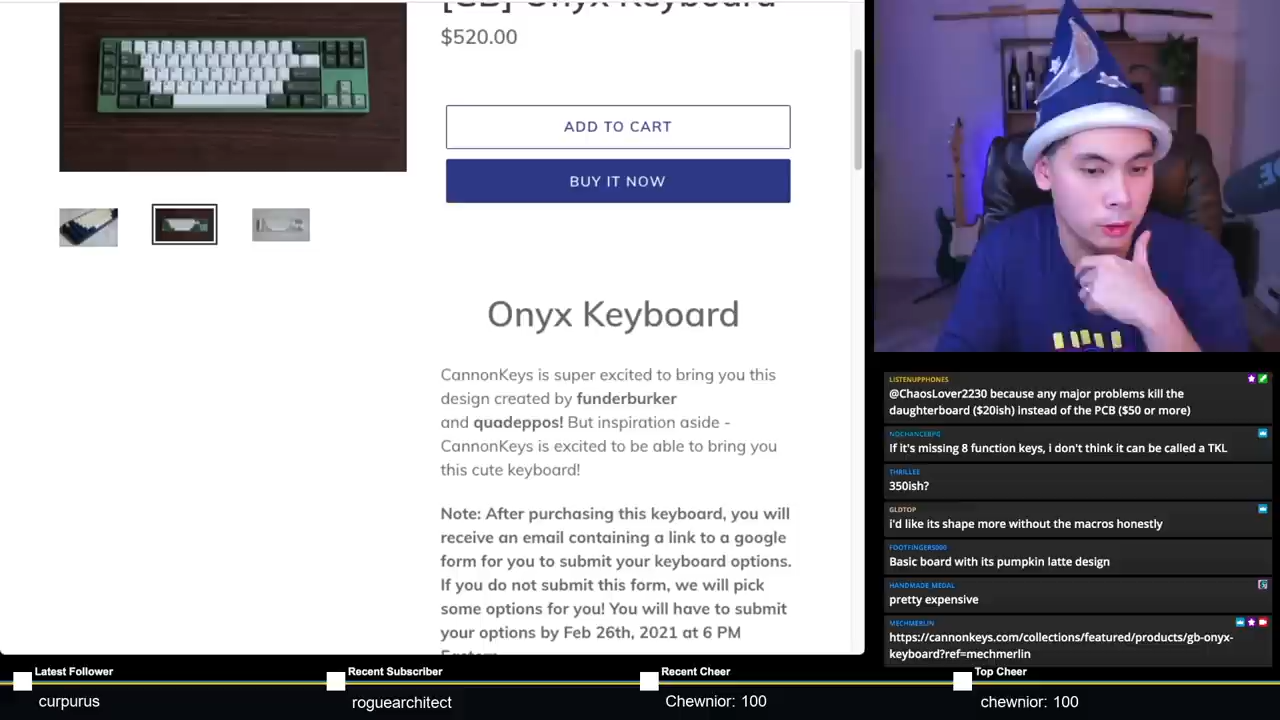 [GB] Onyx Keyboard
$520.00
ADD TO CART
BUY IT NOW
Onyx Keyboard
CannonKeys is super excited to bring you this
design created by funderburker
and quadeppos! But inspiration aside -
CannonKeys is excited to be able to bring you
this cute keyboard!
Note: After purchasing this keyboard, you will
receive an email containing a link to a google
form for you to submit your keyboard options.
If you do not submit this form, we will pick
some options for you! You will have to submit
your options by Feb 26th, 2021 at 6 PM
Eastern
LISTENUPPHONES
@ChaosLover2230 because any major problems kill the
daughterboard ($20ish) instead of the PCB ($50 or more)
NOCHANCEBPG
If it's missing 8 function keys, i don't think it can be called a TKL
THRILLEE
350ish?
GLDTOP
i'd like its shape more without the macros honestly
FOOTFINGERS000
Basic board with its pumpkin latte design
HANDMADE MEDAL
pretty expensive
MECHMERLIN
https://cannonkeys.com/collections/featured/products/gb-onyx-
keyboard?ref=mechmerlin
Latest Follower
curpurus
Recent Subscriber
roguearchitect
Recent Cheer
Chewnior: 100
Top Cheer
chewnior: 100